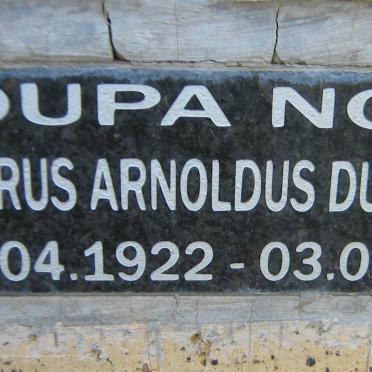 OUPA NO
RUS ARNOLDUS DU
04.1922 - 03.0